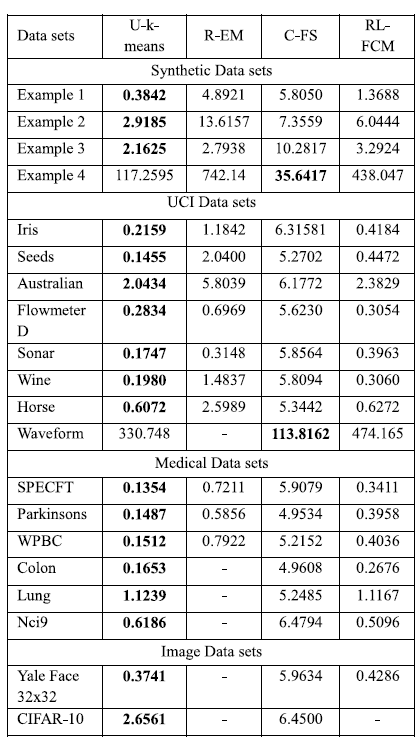 Data sets U-k-means R-EM C-FS RL-FCM
Synthetic Data sets
Example 1 0.3842 4.8921 5.8050 1.3688
Example 2 2.9185 13.6157 7.3559 6.0444
Example 3 2.1625 2.7938 10.2817 3.2924
Example 4 117.2595 742.14 35.6417 438.047
UCI Data sets
Iris 0.2159 1.1842 6.31581 0.4184
Seeds 0.1455 2.0400 5.2702 0.4472
Australian 2.0434 5.8039 6.1772 2.3829
Flowmeter D 0.2834 0.6969 5.6230 0.3054
Sonar 0.1747 0.3148 5.8564 0.3963
Wine 0.1980 1.4837 5.8094 0.3060
Horse 0.6072 2.5989 5.3442 0.6272
Waveform 330.748 - 113.8162 474.165
Medical Data sets
SPECFT 0.1354 0.7211 5.9079 0.3411
Parkinsons 0.1487 0.5856 4.9534 0.3958
WPBC 0.1512 0.7922 5.2152 0.4036
Colon 0.1653 - 4.9608 0.2676
Lung 1.1239 - 5.2485 1.1167
Nci9 0.6186 - 6.4794 0.5096
Image Data sets
Yale Face 32x32 0.3741 - 5.9634 0.4286
CIFAR-10 2.6561 - 6.4500 -